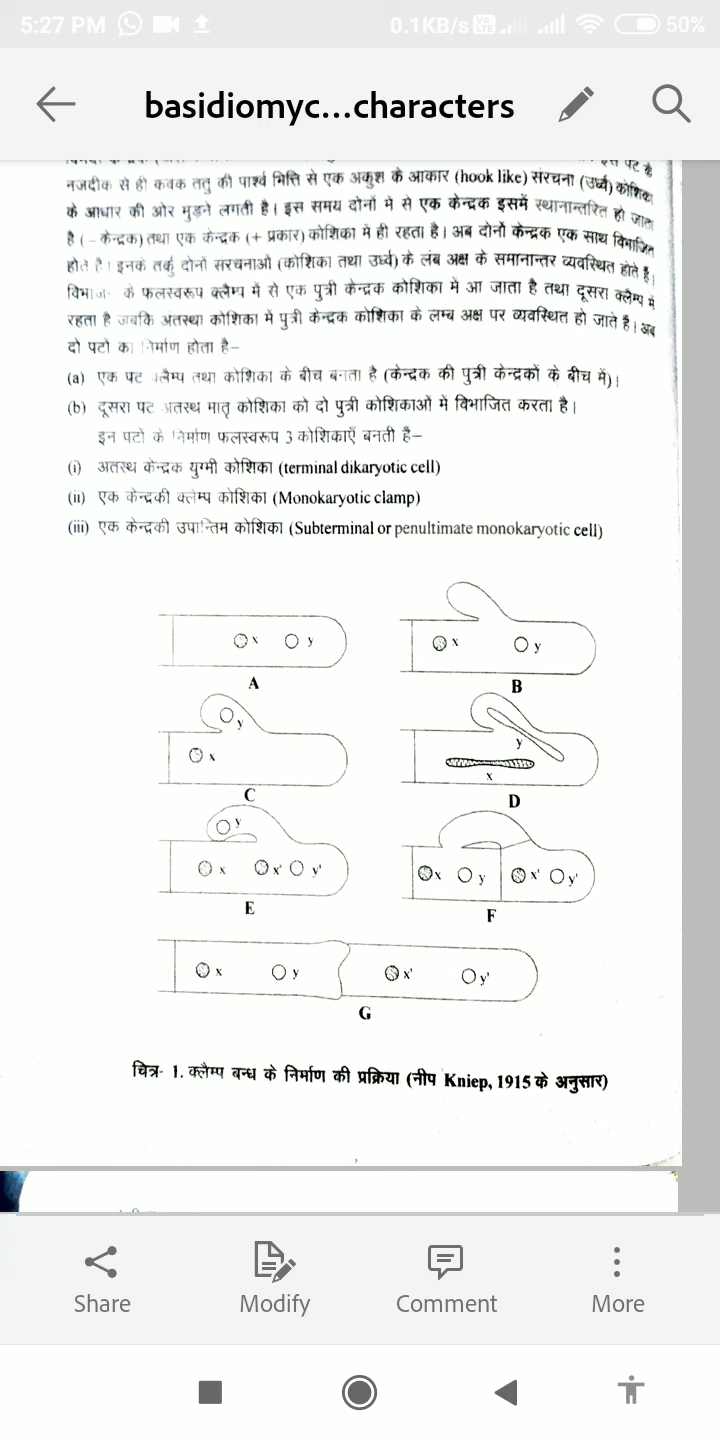 5:27 PM
0.1KB/s
50%
basidiomyc...characters
नजदीक से ही कवक तंतु की पार्श्व भित्ति से एक अंकुश के आकार (hook like) संरचना (उर्ध्व) कोशिका
के आधार की ओर मुड़ने लगती है। इस समय दोनों में से एक केन्द्रक इसमें स्थानान्तरित हो जाता
है (– केन्द्रक) तथा एक केन्द्रक (+ प्रकार) कोशिका में ही रहता है। अब दोनों केन्द्रक एक साथ विभाजित
होते है। इनके तर्कु दोनों संरचनाओं (कोशिका तथा उर्ध्व) के लंब अक्ष के समानान्तर व्यवस्थित होते है।
के फलस्वरूप क्लैम्प में से एक पुत्री केन्द्रक कोशिका में आ जाता है तथा दूसरा क्लैम्प में
रहता है जबकि अंतस्था कोशिका में पुत्री केन्द्रक कोशिका के लम्ब अक्ष पर व्यवस्थित हो जाते है। अब
दो पटों का निर्माण होता है–
(a) एक पट क्लैम्प तथा कोशिका के बीच बनता है (केन्द्रक की पुत्री केन्द्रकों के बीच में)।
(b) दूसरा पट अंतरथ मातृ कोशिका को दो पुत्री कोशिकाओं में विभाजित करता है।
इन पटों के निर्माण फलस्वरूप 3 कोशिकाएँ बनती है–
(i) अतरथ केन्द्रक युग्मी कोशिका (terminal dikaryotic cell)
(ii) एक केन्द्रकी क्लेम्प कोशिका (Monokaryotic clamp)
(iii) एक केन्द्रकी उपान्तिम कोशिका (Subterminal or penultimate monokaryotic cell)
x y
x y
A
B
y
x
y
x
C
D
y
x x' y'
x y x' y'
E
F
x y x' y'
G
चित्र- 1. क्लैम्प बन्ध के निर्माण की प्रक्रिया (नीप Kniep, 1915 के अनुसार)
Share
Modify
Comment
More